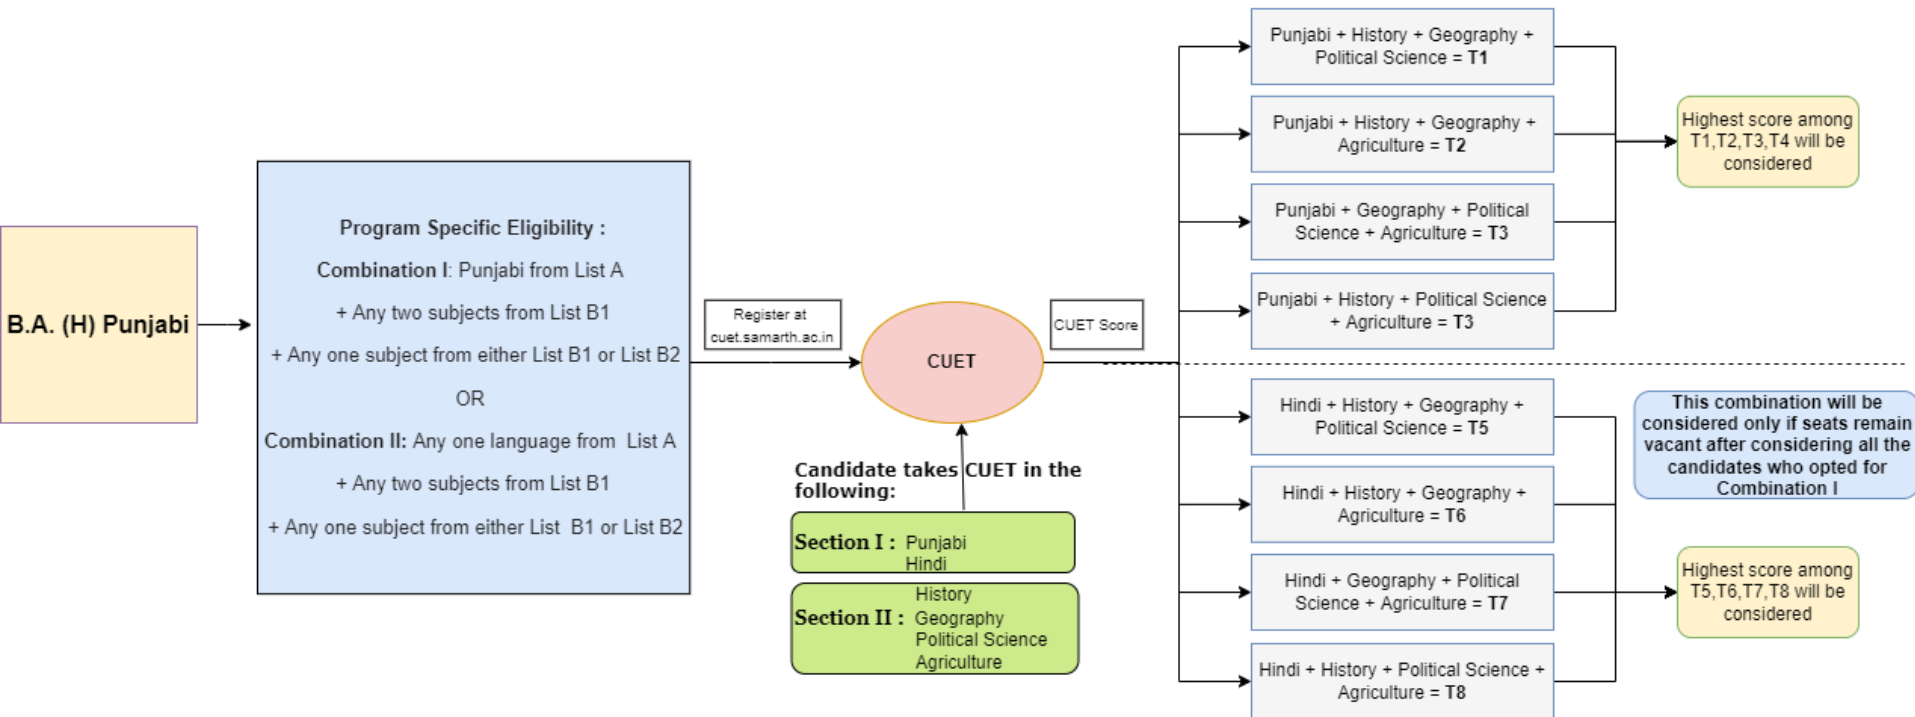 B.A. (H) Punjabi
Program Specific Eligibility :
Combination I: Punjabi from List A
+ Any two subjects from List B1
+ Any one subject from either List B1 or List B2
OR
Combination II: Any one language from List A
+ Any two subjects from List B1
+ Any one subject from either List B1 or List B2
Register at
cuet.samarth.ac.in
CUET
CUET Score
Candidate takes CUET in the
following:
Section I : Punjabi
Hindi
History
Section II : Geography
Political Science
Agriculture
Punjabi + History + Geography +
Political Science = T1
Punjabi + History + Geography +
Agriculture = T2
Punjabi + Geography + Political
Science + Agriculture = T3
Punjabi + History + Political Science
+ Agriculture = T3
Highest score among
T1,T2,T3,T4 will be
considered
Hindi + History + Geography +
Political Science = T5
Hindi + History + Geography +
Agriculture = T6
Hindi + Geography + Political
Science + Agriculture = T7
Hindi + History + Political Science +
Agriculture = T8
This combination will be
considered only if seats remain
vacant after considering all the
candidates who opted for
Combination I
Highest score among
T5,T6,T7,T8 will be
considered